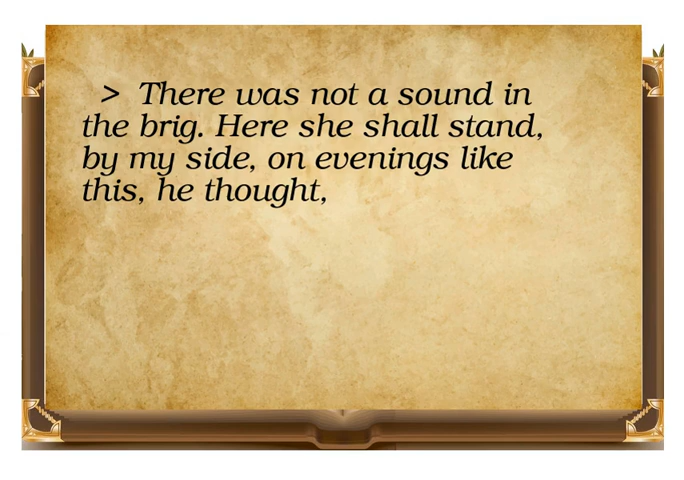 > There was not a sound in
the brig. Here she shall stand,
by my side, on evenings like
this, he thought,